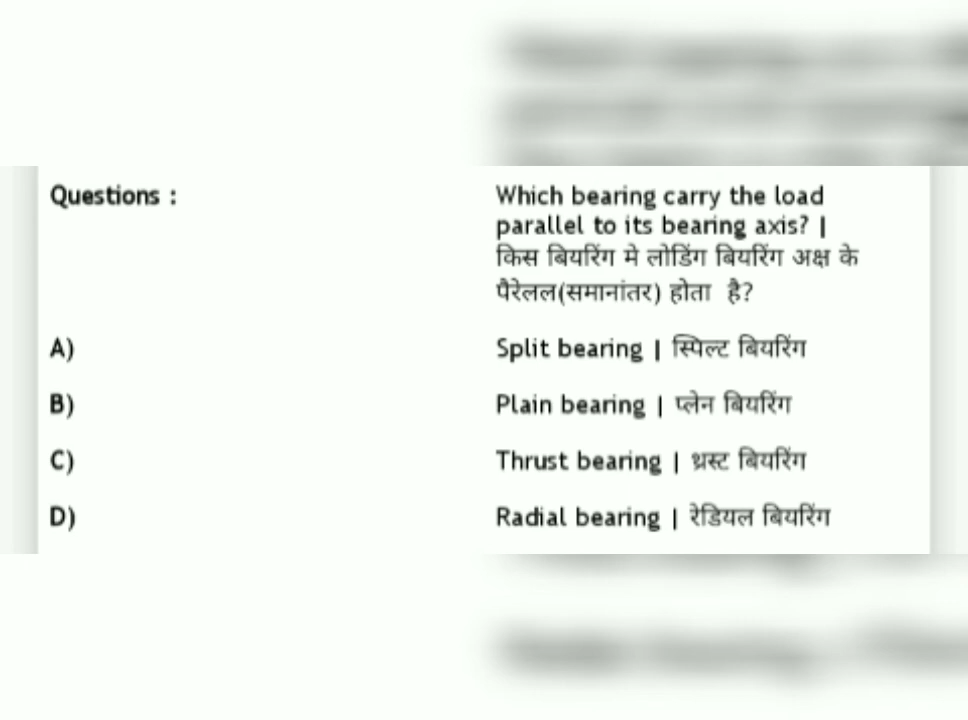 Questions :
Which bearing carry the load
parallel to its bearing axis? |
किस बियरिंग मे लोडिंग बियरिंग अक्ष के
पैरेलल(समानांतर) होता है?
A) Split bearing | स्पिल्ट बियरिंग
B) Plain bearing | प्लेन बियरिंग
C) Thrust bearing | थ्रस्ट बियरिंग
D) Radial bearing | रेडियल बियरिंग